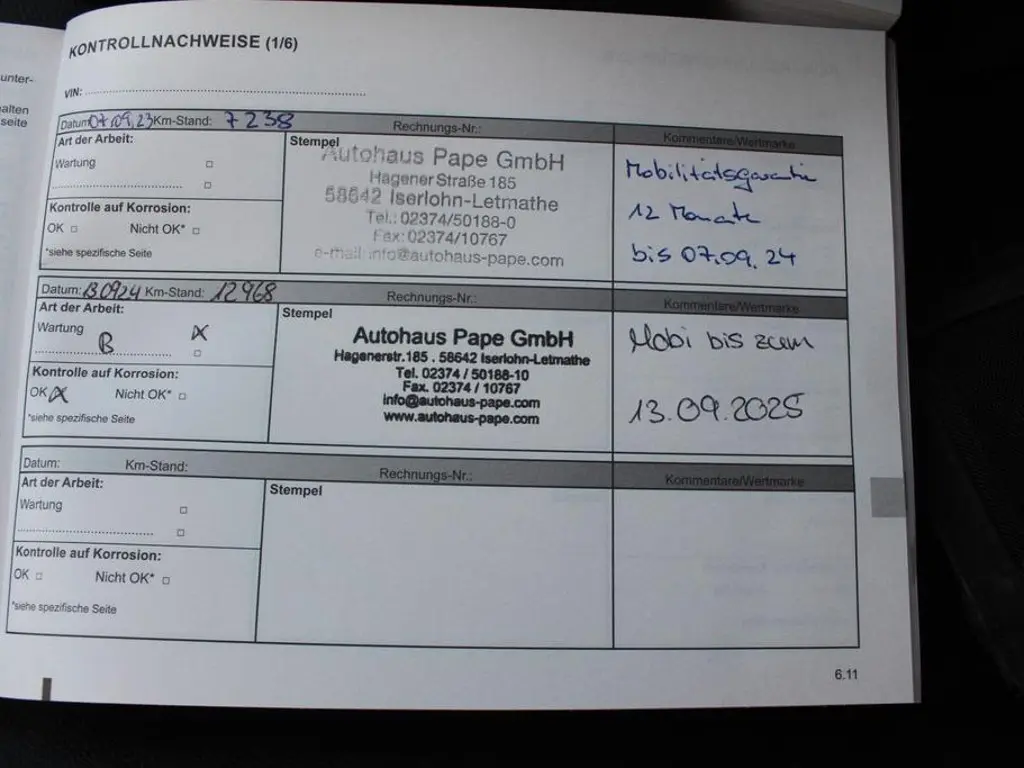 unter-
alten
seite
KONTROLLNACHWEISE (1/6)
VIN:
Datum: 07.09.23 Km-Stand: 7238 Rechnungs-Nr.: Kommentare/Wertmarke
Art der Arbeit:
Wartung
Kontrolle auf Korrosion:
OK Nicht OK*
*siehe spezifische Seite
Stempel
Autohaus Pape GmbH
Hagener Straße 185
58642 Iserlohn-Letmathe
Tel.: 02374/50188-0
Fax: 02374/10767
e-mail: info@autohaus-pape.com
Mobilitätsgarantie
12 Monate
bis 07.09.24
Datum: 130924 Km-Stand: 12968 Rechnungs-Nr.: Kommentare/Wertmarke
Art der Arbeit:
Wartung X
B
Kontrolle auf Korrosion:
OK X Nicht OK*
*siehe spezifische Seite
Stempel
Autohaus Pape GmbH
Hagenerstr.185 . 58642 Iserlohn-Letmathe
Tel. 02374 / 50188-10
Fax. 02374 / 10767
info@autohaus-pape.com
www.autohaus-pape.com
Mobi bis zum
13.09.2025
Datum: Km-Stand: Rechnungs-Nr.: Kommentare/Wertmarke
Art der Arbeit:
Wartung
Kontrolle auf Korrosion:
OK Nicht OK*
*siehe spezifische Seite
Stempel
6.11